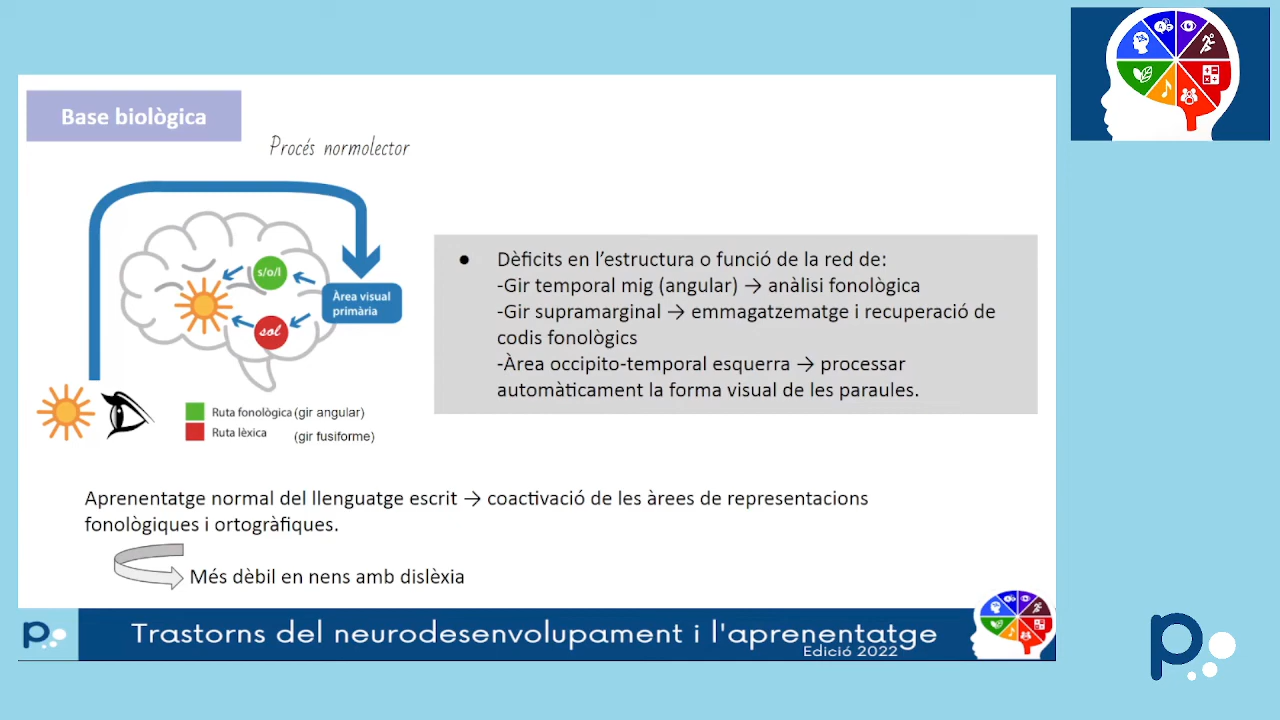 Base biològica
Procés normolector
s/o/l
Àrea visual
primària
sol
Ruta fonològica (gir angular)
Ruta lèxica (gir fusiforme)
● Dèficits en l’estructura o funció de la red de:
-Gir temporal mig (angular) → anàlisi fonològica
-Gir supramarginal → emmagatzematge i recuperació de
codis fonològics
-Àrea occipito-temporal esquerra → processar
automàticament la forma visual de les paraules.
Aprenentatge normal del llenguatge escrit → coactivació de les àrees de representacions
fonològiques i ortogràfiques.
Més dèbil en nens amb dislèxia
p.
Trastorns del neurodesenvolupament i l'aprenentatge
Edició 2022
p.